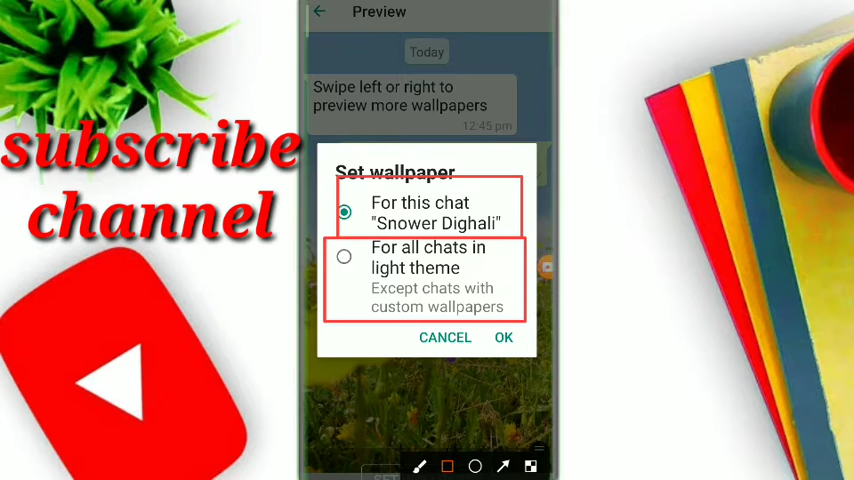 Preview
Today
Swipe left or right to
preview more wallpapers
12:45 pm
subscribe
channel
Set wallpaper
For this chat
"Snower Dighali"
For all chats in
light theme
Except chats with
custom wallpapers
CANCEL OK